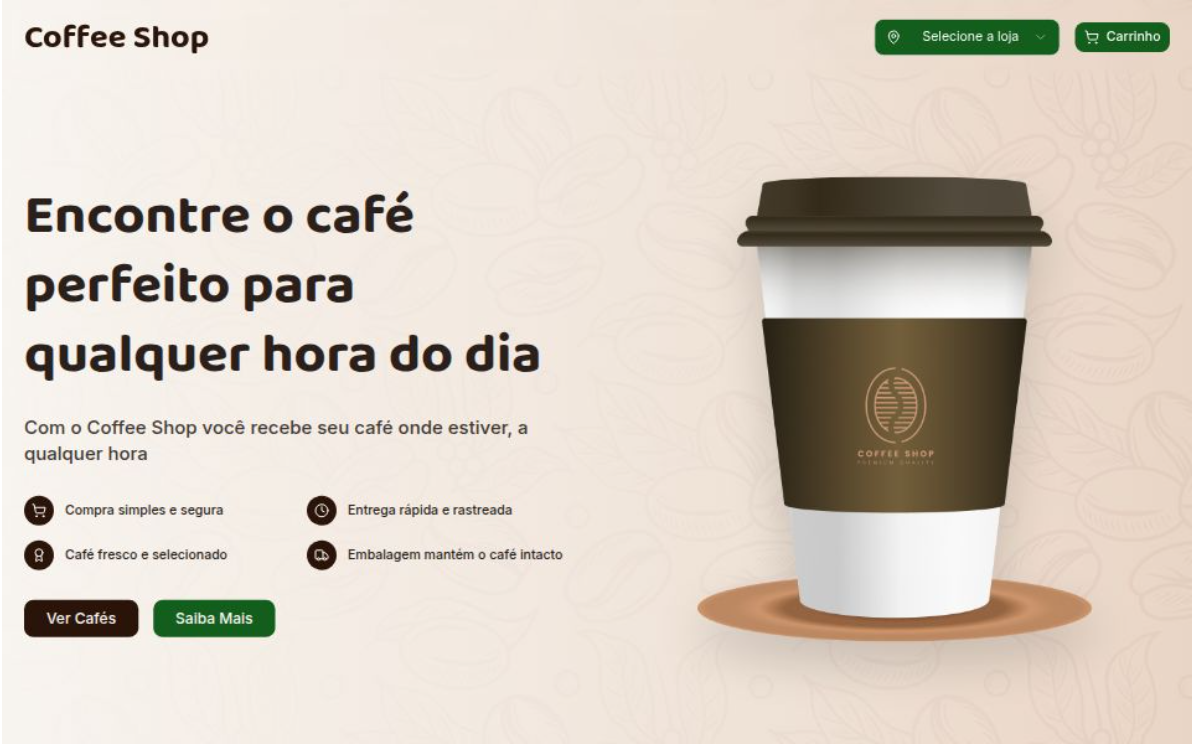 Coffee Shop
Selecione a loja
Carrinho
Encontre o café
perfeito para
qualquer hora do dia
Com o Coffee Shop você recebe seu café onde estiver, a
qualquer hora
Compra simples e segura
Entrega rápida e rastreada
Café fresco e selecionado
Embalagem mantém o café intacto
Ver Cafés
Saiba Mais
COFFEE SHOP
PREMIUM QUALITY